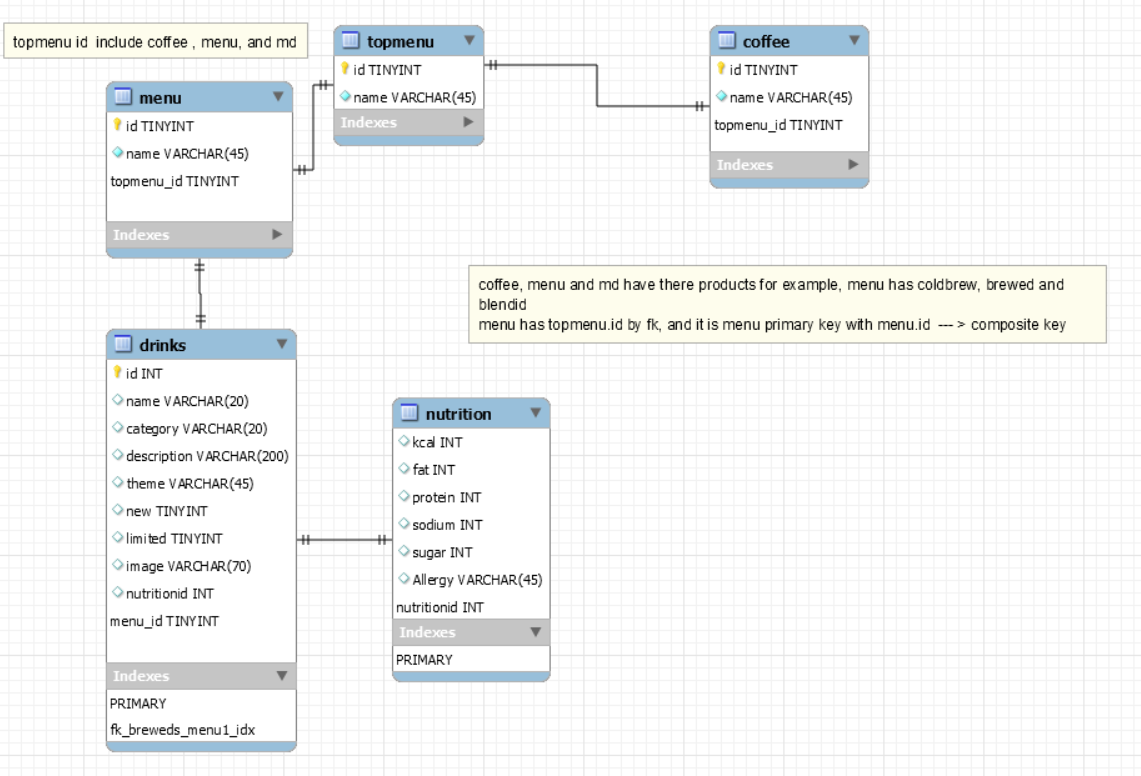 topmenu id include coffee , menu, and md
topmenu
id TINYINT
name VARCHAR(45)
Indexes
coffee
id TINYINT
name VARCHAR(45)
topmenu_id TINYINT
Indexes
menu
id TINYINT
name VARCHAR(45)
topmenu_id TINYINT
Indexes
coffee, menu and md have there products for example, menu has coldbrew, brewed and
blendid
menu has topmenu.id by fk, and it is menu primary key with menu.id --- > composite key
drinks
id INT
name VARCHAR(20)
category VARCHAR(20)
description VARCHAR(200)
theme VARCHAR(45)
new TINYINT
limited TINYINT
image VARCHAR(70)
nutritionid INT
menu_id TINYINT
Indexes
PRIMARY
fk_breweds_menu1_idx
nutrition
kcal INT
fat INT
protein INT
sodium INT
sugar INT
Allergy VARCHAR(45)
nutritionid INT
Indexes
PRIMARY